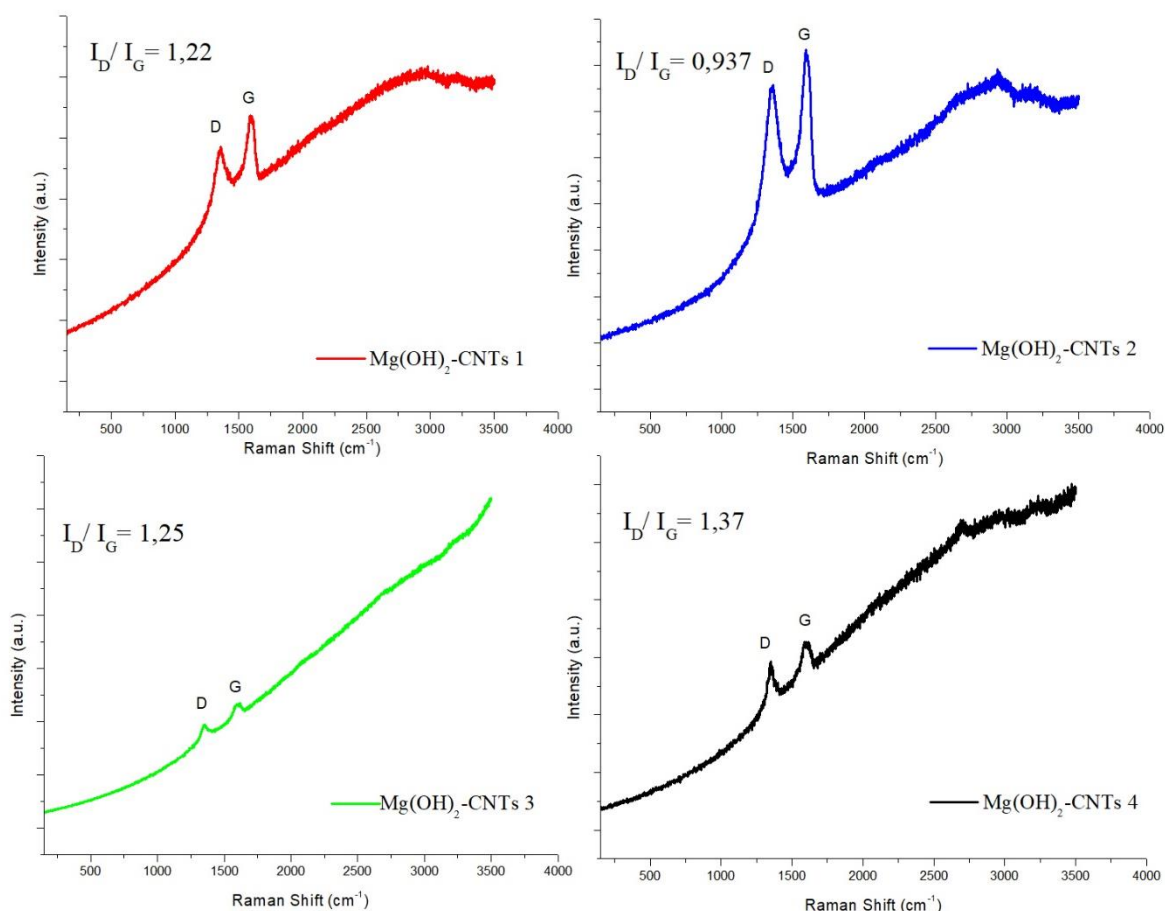 I_D/ I_G= 1,22
D
G
Intensity (a.u.)
Mg(OH)₂-CNTs 1
500 1000 1500 2000 2500 3000 3500 4000
Raman Shift (cm⁻¹)
I_D/ I_G= 0,937
D
G
Intensity (a.u.)
Mg(OH)₂-CNTs 2
500 1000 1500 2000 2500 3000 3500 4000
Raman Shift (cm⁻¹)
I_D/ I_G= 1,25
D
G
Intensity (a.u.)
Mg(OH)₂-CNTs 3
500 1000 1500 2000 2500 3000 3500 4000
Raman Shift (cm⁻¹)
I_D/ I_G= 1,37
D
G
Intensity (a.u.)
Mg(OH)₂-CNTs 4
500 1000 1500 2000 2500 3000 3500 4000
Raman Shift (cm⁻¹)